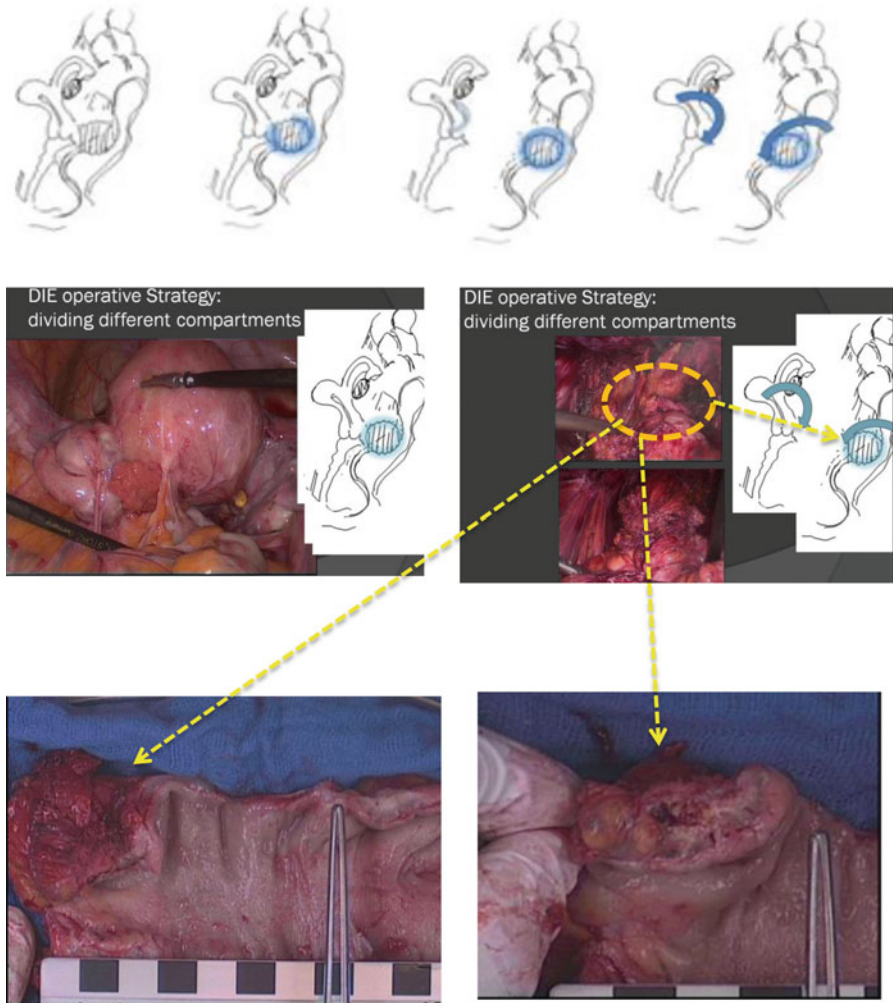 DIE operative Strategy:
dividing different compartments
DIE operative Strategy:
dividing different compartments